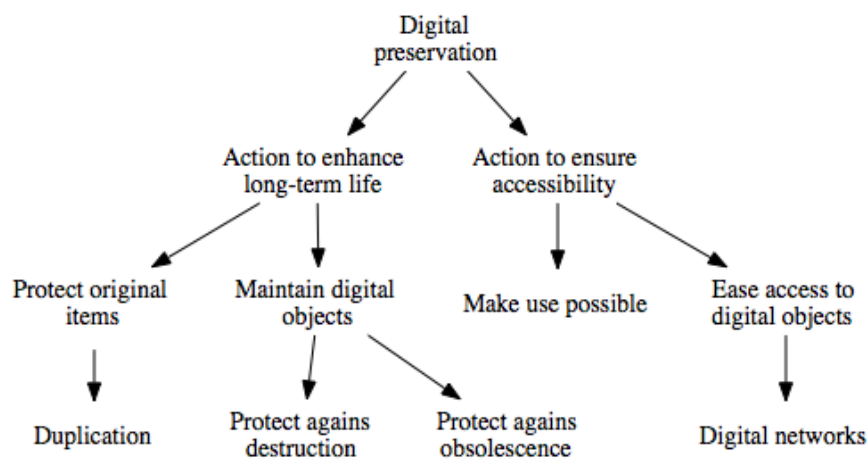 Digital
preservation
Action to enhance
long-term life
Action to ensure
accessibility
Protect original
items
Maintain digital
objects
Make use possible
Ease access to
digital objects
Duplication
Protect agains
destruction
Protect agains
obsolescence
Digital networks